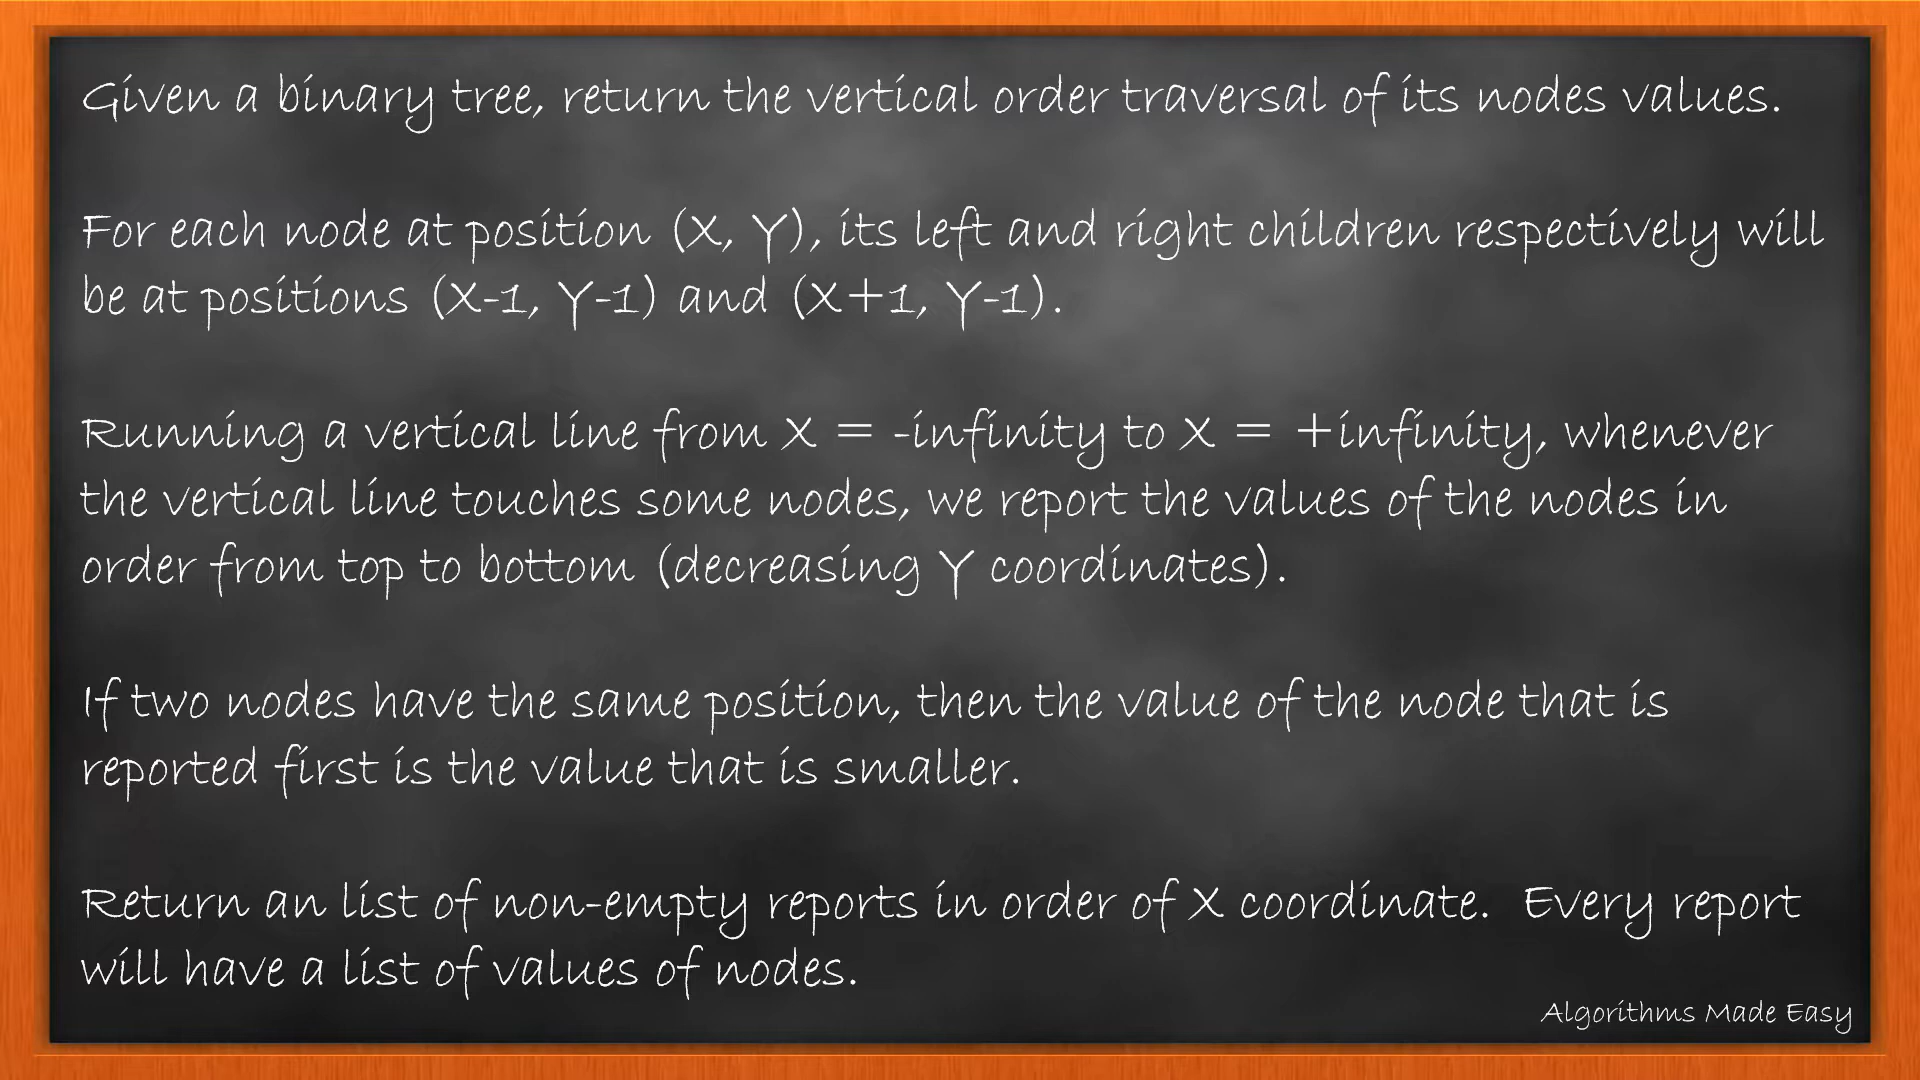 Given a binary tree, return the vertical order traversal of its nodes values.
For each node at position (X, Y), its left and right children respectively will
be at positions (X-1, Y-1) and (X+1, Y-1).
Running a vertical line from X = -infinity to X = +infinity, whenever
the vertical line touches some nodes, we report the values of the nodes in
order from top to bottom (decreasing Y coordinates).
If two nodes have the same position, then the value of the node that is
reported first is the value that is smaller.
Return an list of non-empty reports in order of X coordinate. Every report
will have a list of values of nodes.
Algorithms Made Easy